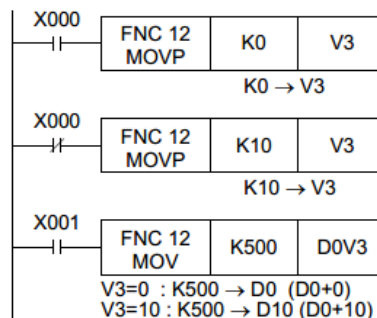 X000
FNC 12 MOVP K0 V3
K0 → V3
X000
FNC 12 MOVP K10 V3
K10 → V3
X001
FNC 12 MOV K500 D0V3
V3=0 : K500 → D0 (D0+0)
V3=10 : K500 → D10 (D0+10)